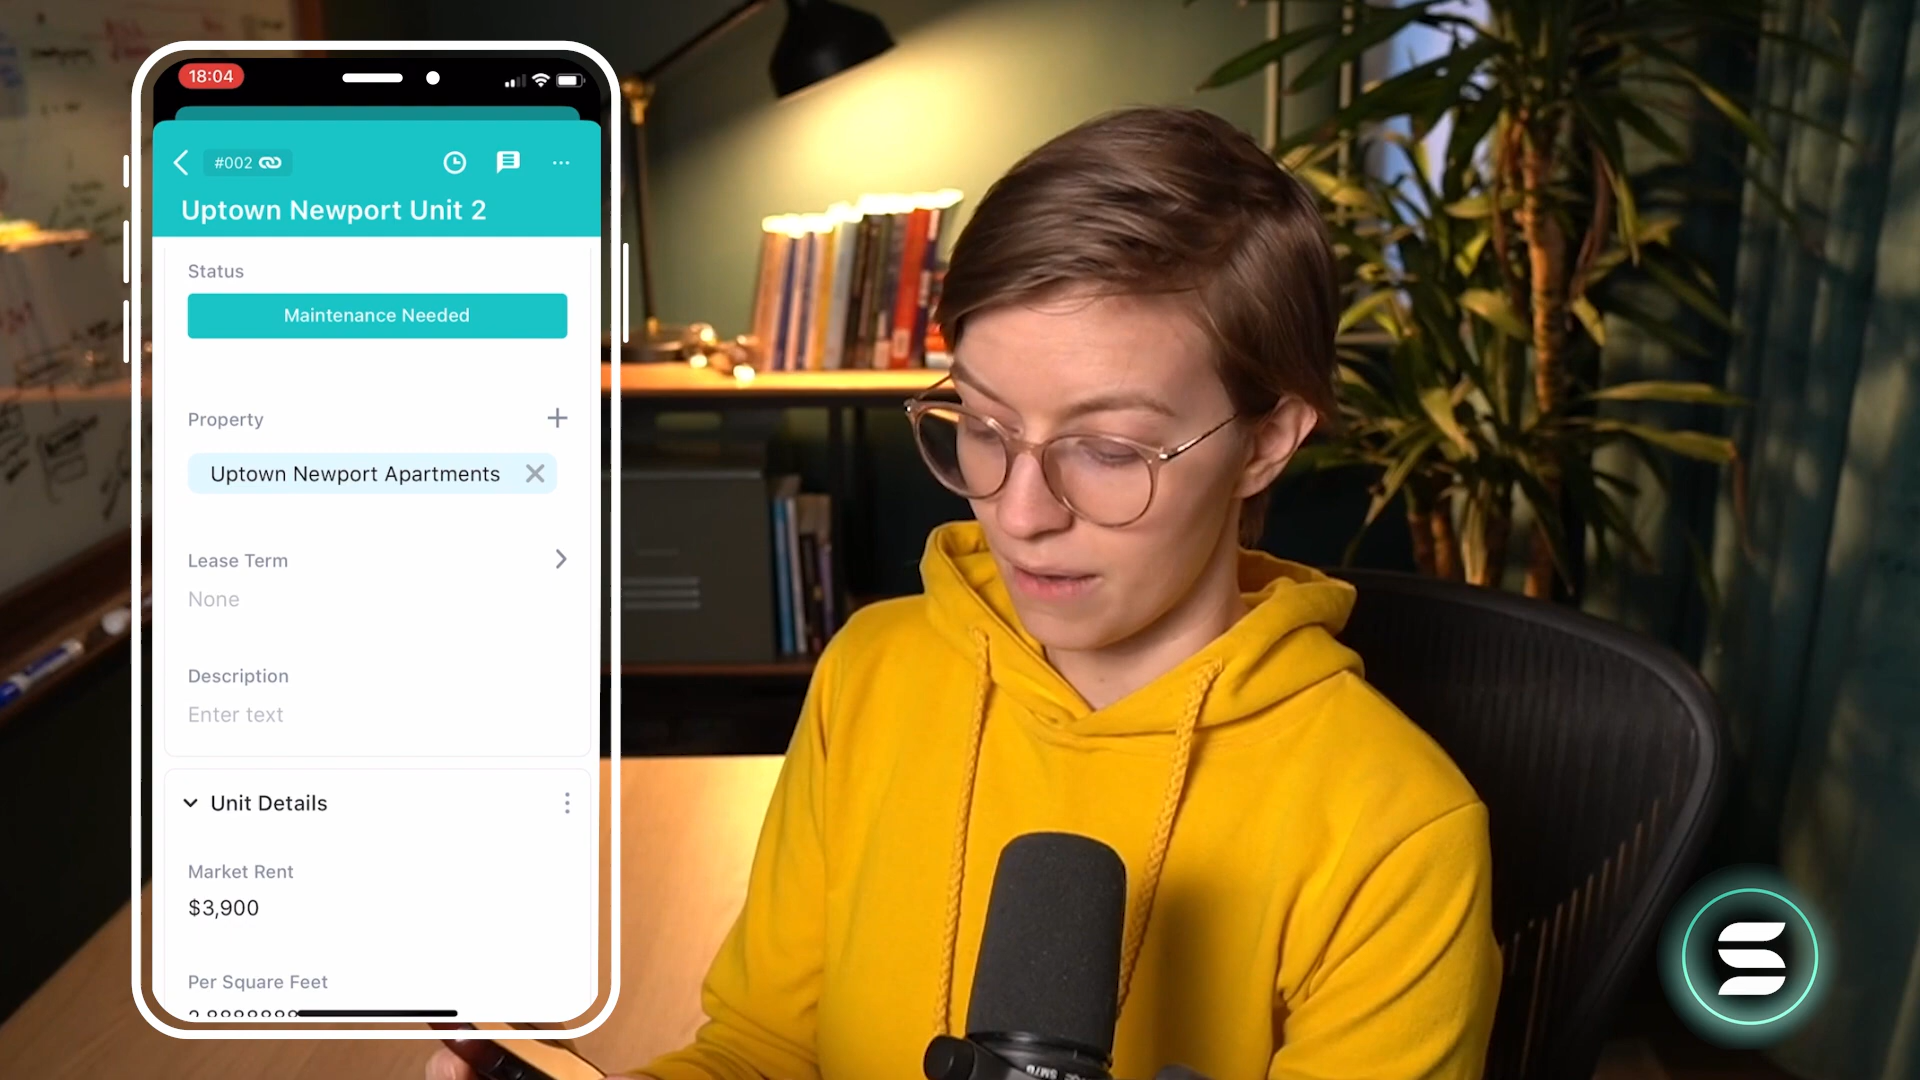 18:04
#002
Uptown Newport Unit 2
Status
Maintenance Needed
Property
Uptown Newport Apartments
Lease Term
None
Description
Enter text
Unit Details
Market Rent
$3,900
Per Square Feet
SM7B